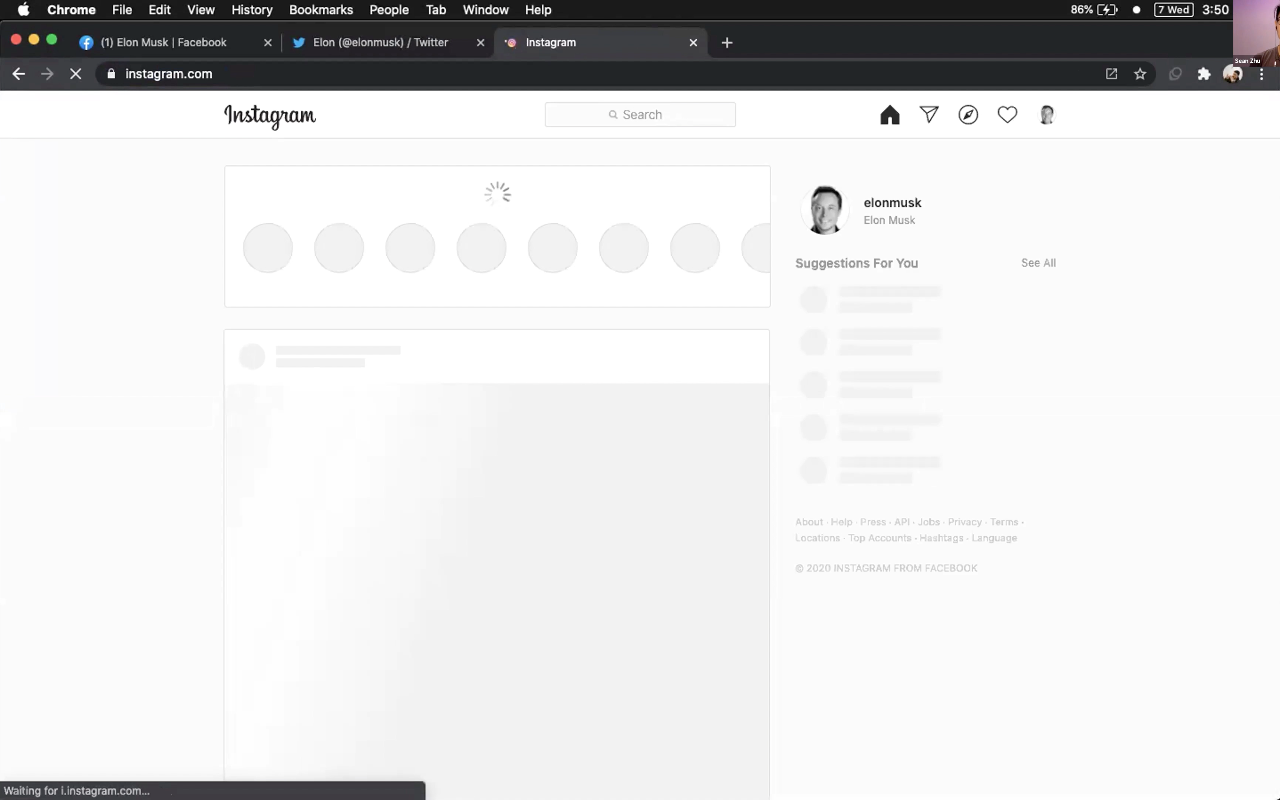 Chrome File Edit View History Bookmarks People Tab Window Help 86% 7 Wed 3:50
(1) Elon Musk | Facebook Elon (@elonmusk) / Twitter Instagram
Sean Zhu
instagram.com
Instagram Search
elonmusk
Elon Musk
Suggestions For You See All
About · Help · Press · API · Jobs · Privacy · Terms ·
Locations · Top Accounts · Hashtags · Language
© 2020 INSTAGRAM FROM FACEBOOK
Waiting for i.instagram.com...